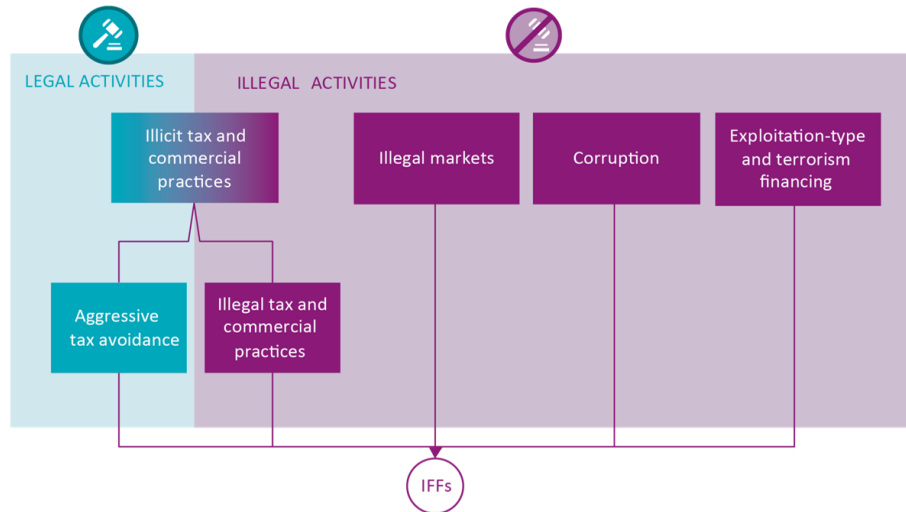 LEGAL ACTIVITIES
ILLEGAL ACTIVITIES
Illicit tax and
commercial
practices
Illegal markets
Corruption
Exploitation-type
and terrorism
financing
Aggressive
tax avoidance
Illegal tax and
commercial
practices
IFFs